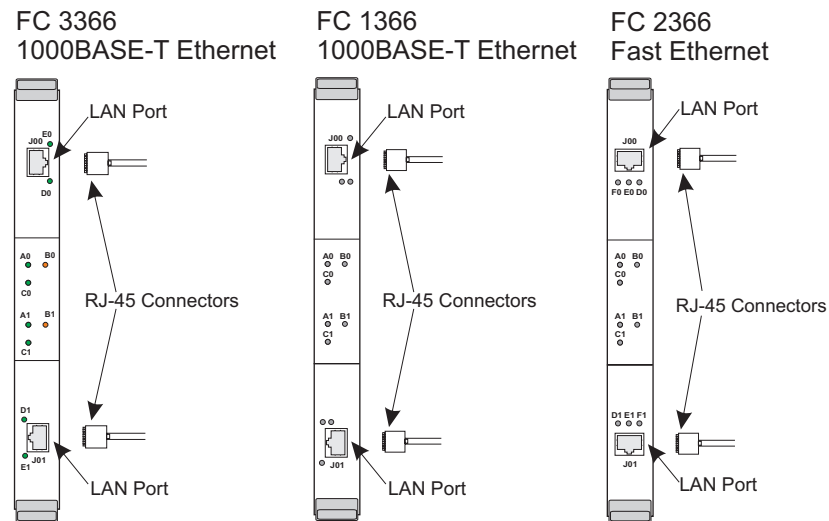 FC 3366
1000BASE-T Ethernet
LAN Port
E0
J00
D0
A0 B0
C0
RJ-45 Connectors
A1 B1
C1
D1
J01
E1
LAN Port
FC 1366
1000BASE-T Ethernet
LAN Port
J00
A0 B0
C0
RJ-45 Connectors
A1 B1
C1
J01
LAN Port
FC 2366
Fast Ethernet
LAN Port
J00
F0 E0 D0
A0 B0
C0
RJ-45 Connectors
A1 B1
C1
D1 E1 F1
J01
LAN Port